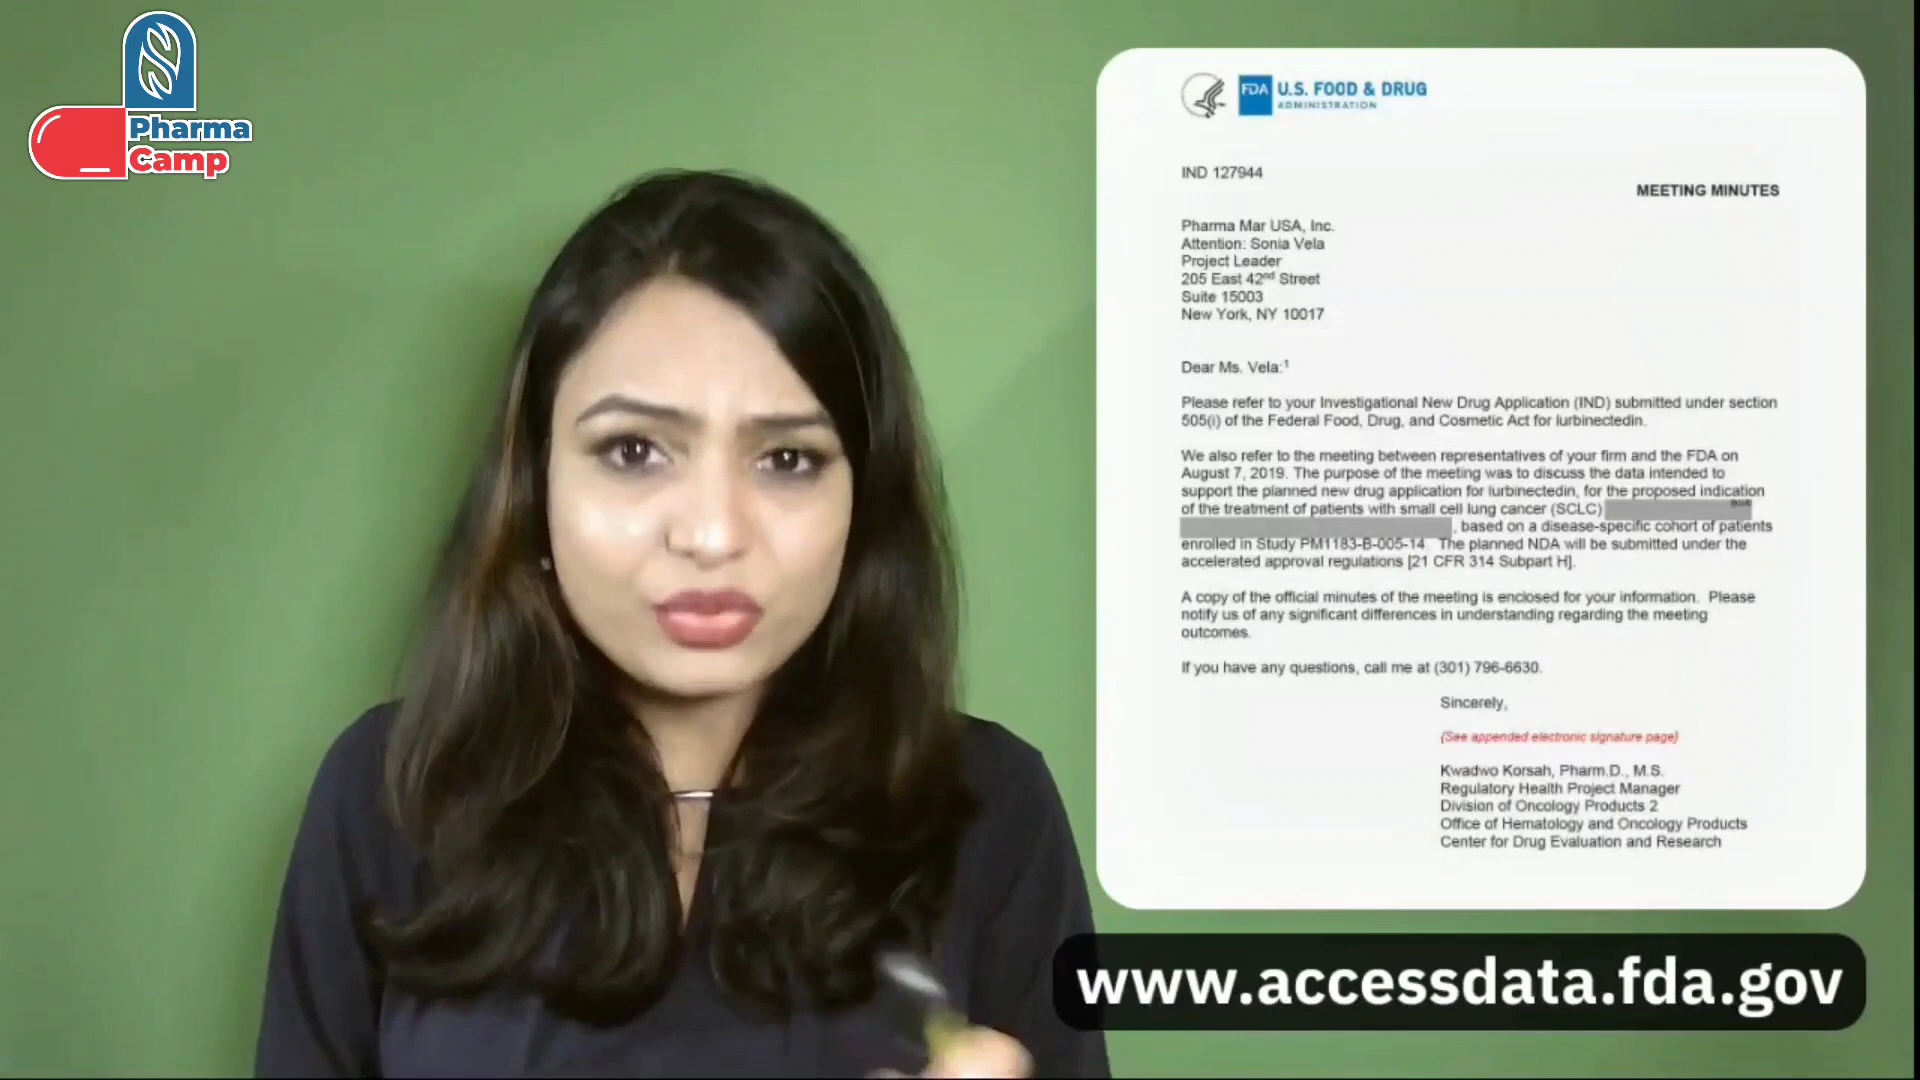 Pharma
Camp
FDA U.S. FOOD & DRUG
ADMINISTRATION
IND 127944
MEETING MINUTES
Pharma Mar USA, Inc.
Attention: Sonia Vela
Project Leader
205 East 42nd Street
Suite 15003
New York, NY 10017
Dear Ms. Vela:1
Please refer to your Investigational New Drug Application (IND) submitted under section
505(i) of the Federal Food, Drug, and Cosmetic Act for lurbinectedin.
We also refer to the meeting between representatives of your firm and the FDA on
August 7, 2019. The purpose of the meeting was to discuss the data intended to
support the planned new drug application for lurbinectedin, for the proposed indication
of the treatment of patients with small cell lung cancer (SCLC)
, based on a disease-specific cohort of patients
enrolled in Study PM1183-B-005-14. The planned NDA will be submitted under the
accelerated approval regulations [21 CFR 314 Subpart H].
A copy of the official minutes of the meeting is enclosed for your information. Please
notify us of any significant differences in understanding regarding the meeting
outcomes.
If you have any questions, call me at (301) 796-6630.
Sincerely,
{See appended electronic signature page}
Kwadwo Korsah, Pharm.D., M.S.
Regulatory Health Project Manager
Division of Oncology Products 2
Office of Hematology and Oncology Products
Center for Drug Evaluation and Research
www.accessdata.fda.gov